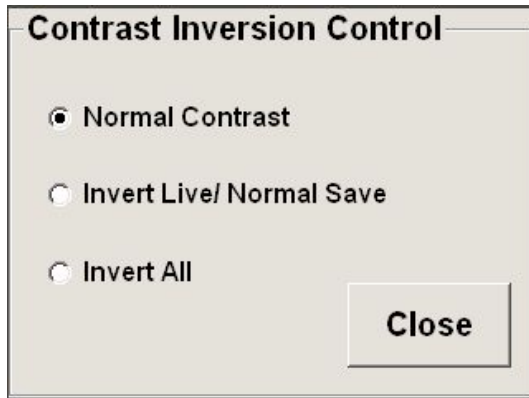 Contrast Inversion Control
Normal Contrast
Invert Live/ Normal Save
Invert All
Close